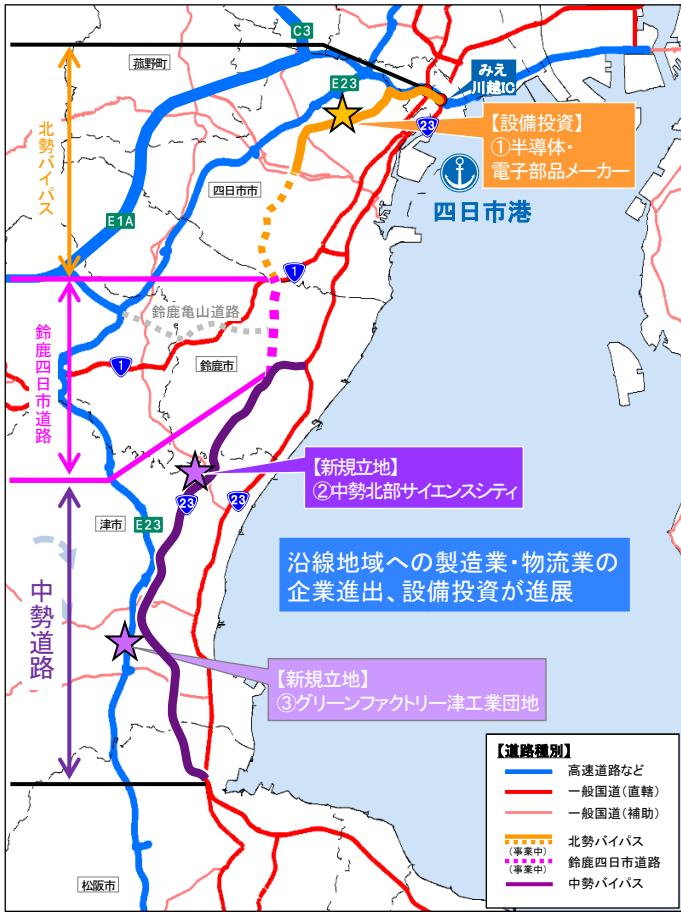 C3
菰野町
E23
みえ
川越IC
23
【設備投資】
①半導体・
電子部品メーカー
北勢バイパス
四日市市
四日市港
E1A
1
鈴鹿亀山道路
鈴鹿四日市道路
1
鈴鹿市
【新規立地】
②中勢北部サイエンスシティ
23
23
津市
E23
沿線地域への製造業・物流業の
企業進出、設備投資が進展
中勢道路
【新規立地】
③グリーンファクトリー津工業団地
【道路種別】
高速道路など
一般国道(直轄)
一般国道(補助)
北勢バイパス
(事業中)
鈴鹿四日市道路
(事業中)
中勢バイパス
松阪市